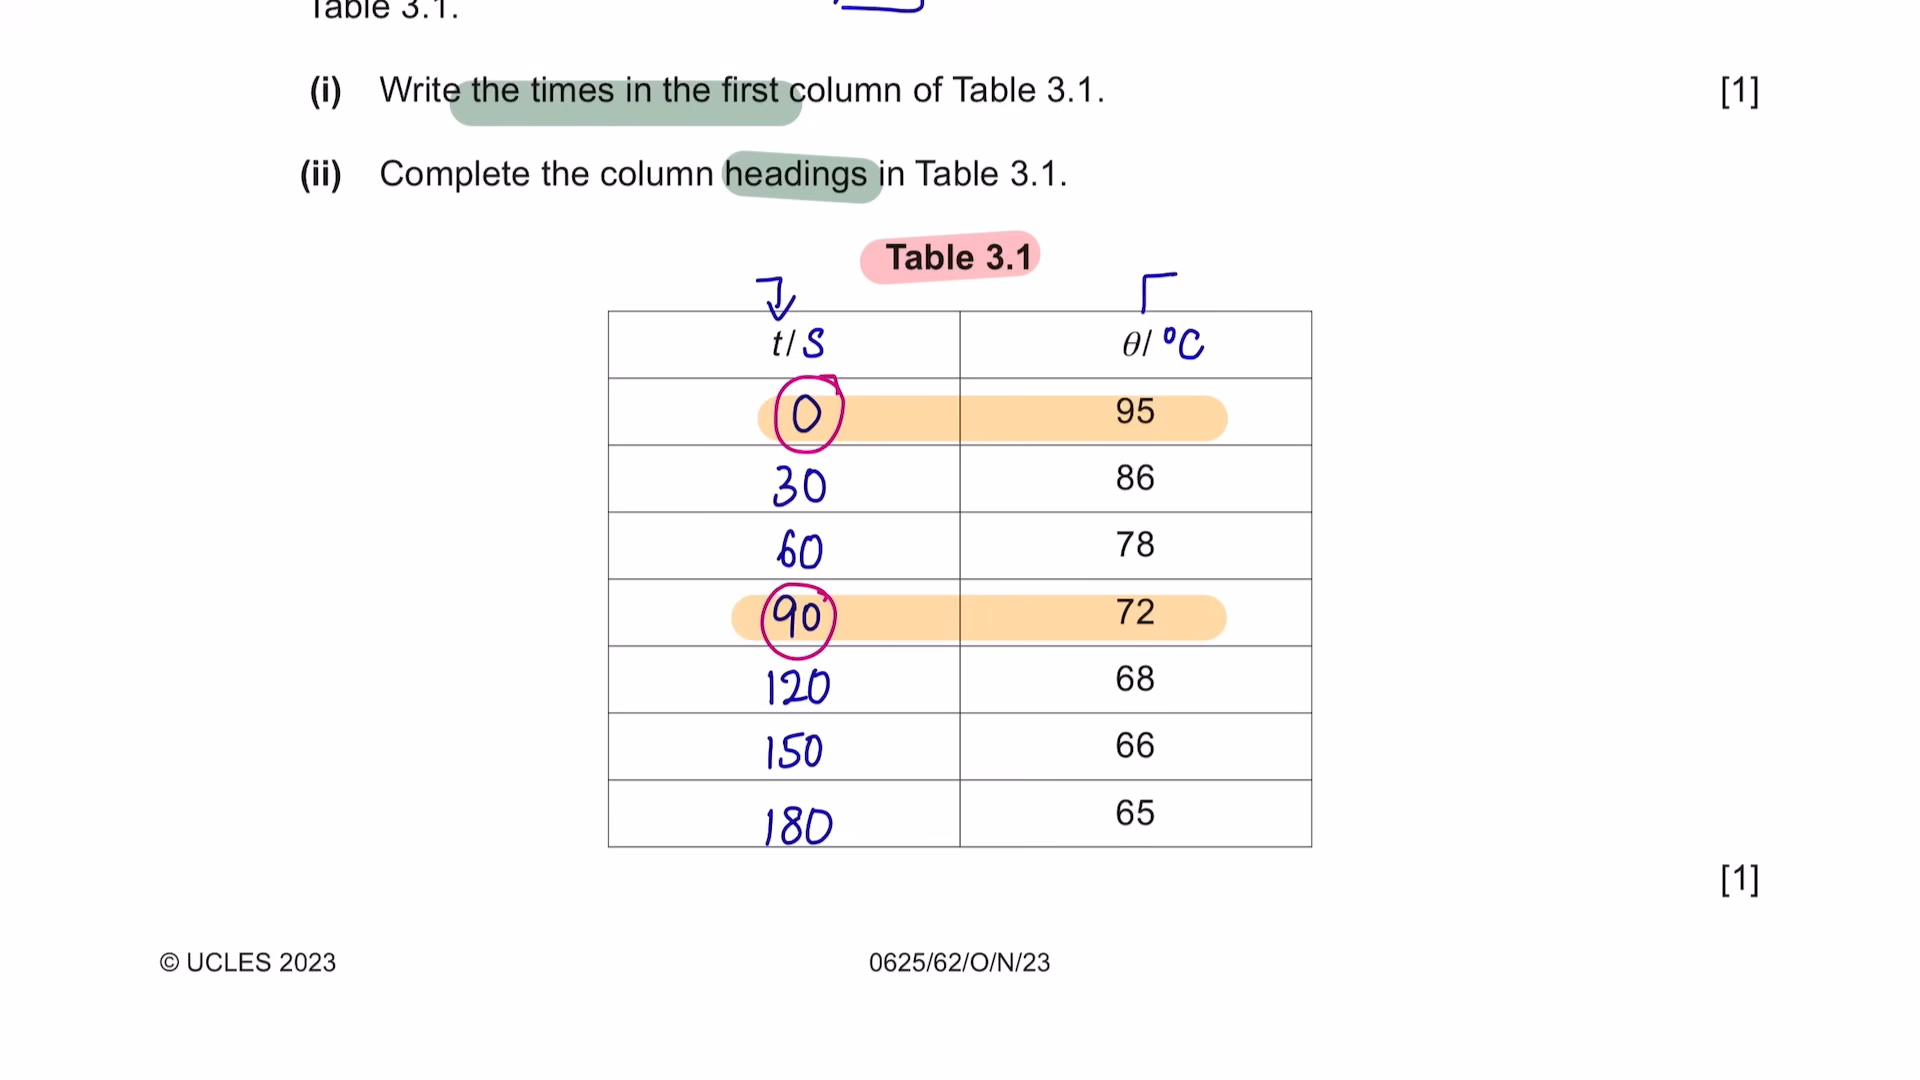 Table 3.1.
(i) Write the times in the first column of Table 3.1. [1]
(ii) Complete the column headings in Table 3.1.
Table 3.1
t/s θ/°C
0 95
30 86
60 78
90 72
120 68
150 66
180 65
[1]
© UCLES 2023 0625/62/O/N/23